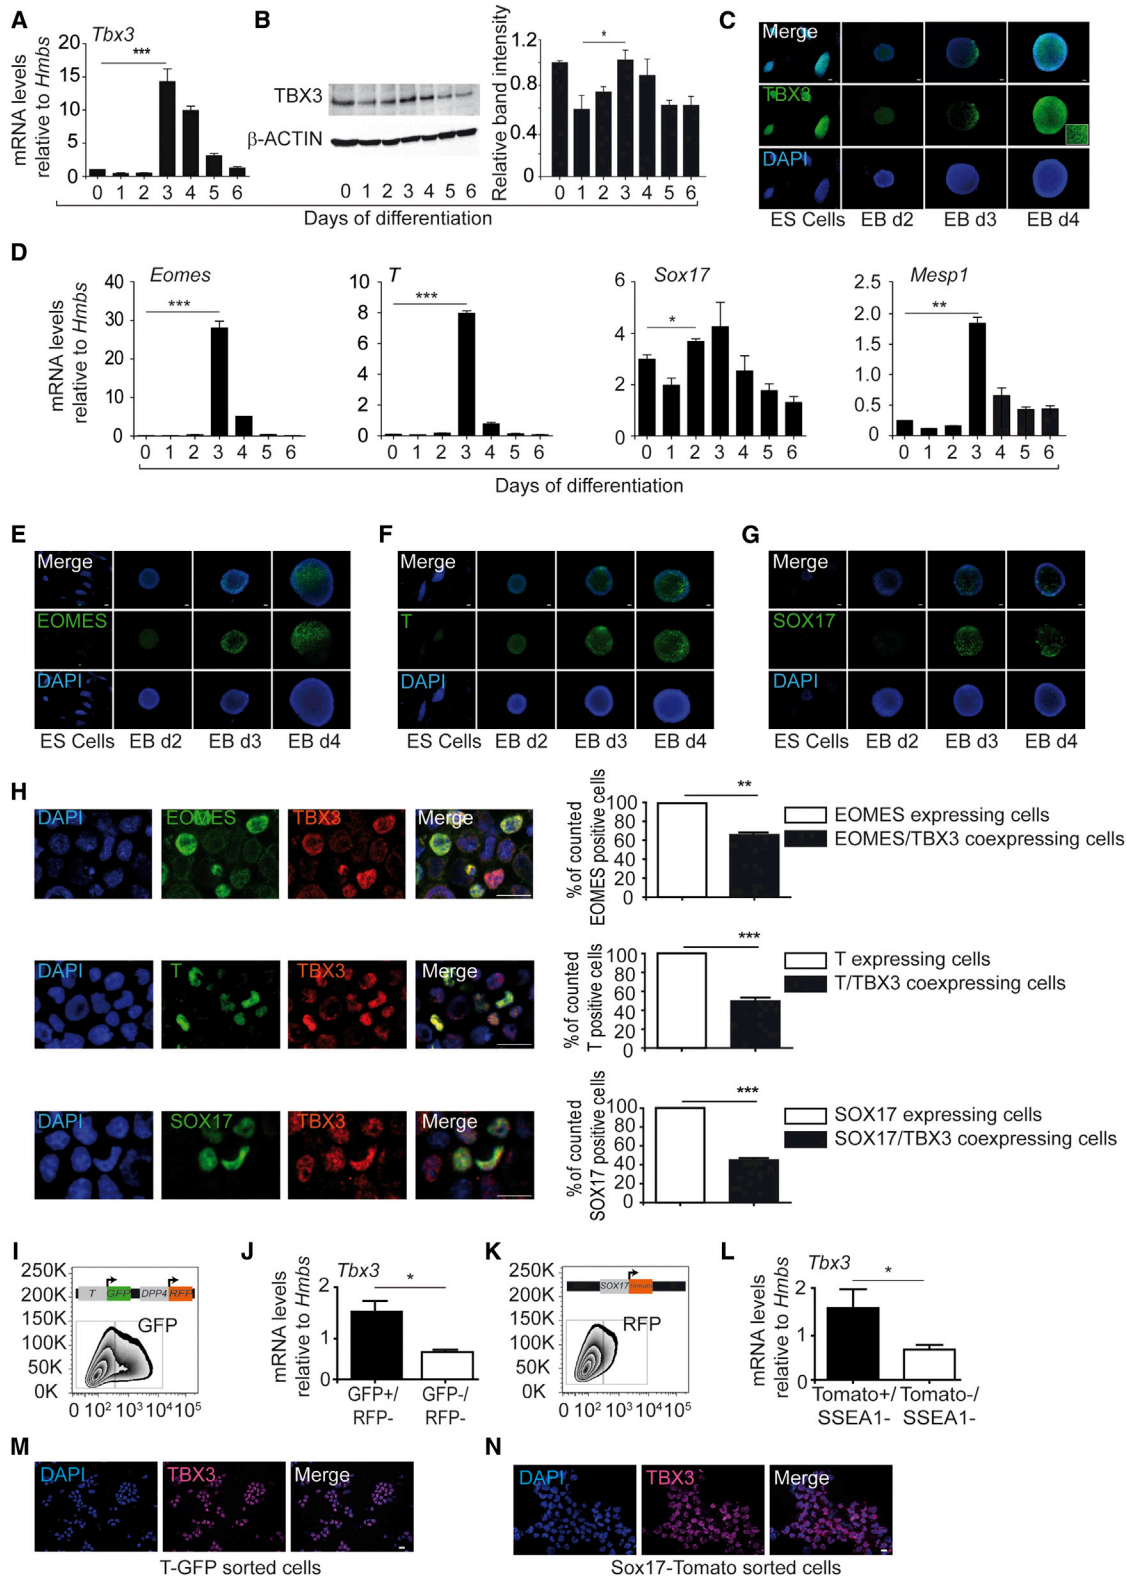 A
Tbx3
***
mRNA levels
relative to Hmbs
20
15
10
5
0
0 1 2 3 4 5 6
B
TBX3
β-ACTIN
0 1 2 3 4 5 6
Relative band intensity
1.2
0.8
0.4
0
*
0 1 2 3 4 5 6
Days of differentiation
C
Merge
TBX3
DAPI
ES Cells EB d2 EB d3 EB d4
D
mRNA levels
relative to Hmbs
Eomes
***
40
30
20
10
0
0 1 2 3 4 5 6
T
***
10
8
6
4
2
0
0 1 2 3 4 5 6
Sox17
*
6
4
2
0
0 1 2 3 4 5 6
Mesp1
**
2.5
2.0
1.5
1.0
0.5
0
0 1 2 3 4 5 6
Days of differentiation
E
Merge
EOMES
DAPI
ES Cells EB d2 EB d3 EB d4
F
Merge
T
DAPI
ES Cells EB d2 EB d3 EB d4
G
Merge
SOX17
DAPI
ES Cells EB d2 EB d3 EB d4
H
DAPI EOMES TBX3 Merge
% of counted
EOMES positive cells
100
80
60
40
20
0
**
EOMES expressing cells
EOMES/TBX3 coexpressing cells
DAPI T TBX3 Merge
% of counted
T positive cells
100
80
60
40
20
0
***
T expressing cells
T/TBX3 coexpressing cells
DAPI SOX17 TBX3 Merge
% of counted
SOX17 positive cells
100
80
60
40
20
0
***
SOX17 expressing cells
SOX17/TBX3 coexpressing cells
I
250K
200K
150K
100K
50K
0K
T GFP DPP4 RFP
GFP
0 10² 10³ 10⁴ 10⁵
J
Tbx3
*
mRNA levels
relative to Hmbs
2
1
0
GFP+/ GFP-/
RFP- RFP-
K
250K
200K
150K
100K
50K
0K
SOX17 tomato
RFP
0 10² 10³ 10⁴ 10⁵
L
Tbx3
*
mRNA levels
relative to Hmbs
2
1
0
Tomato+/ Tomato-/
SSEA1- SSEA1-
M
DAPI TBX3 Merge
T-GFP sorted cells
N
DAPI TBX3 Merge
Sox17-Tomato sorted cells